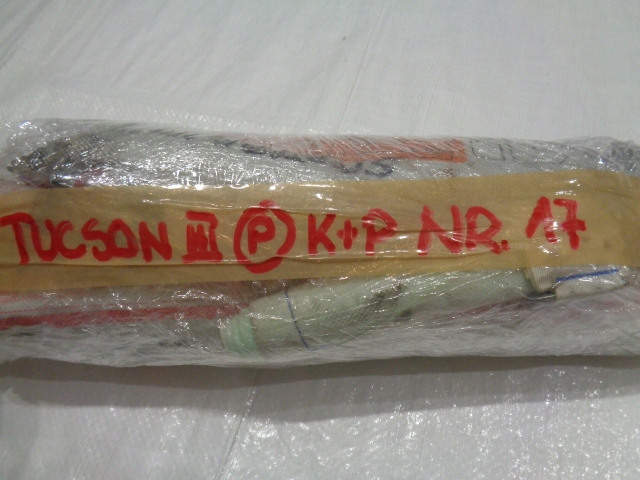 TUCSON III (P) K+P NR. 17